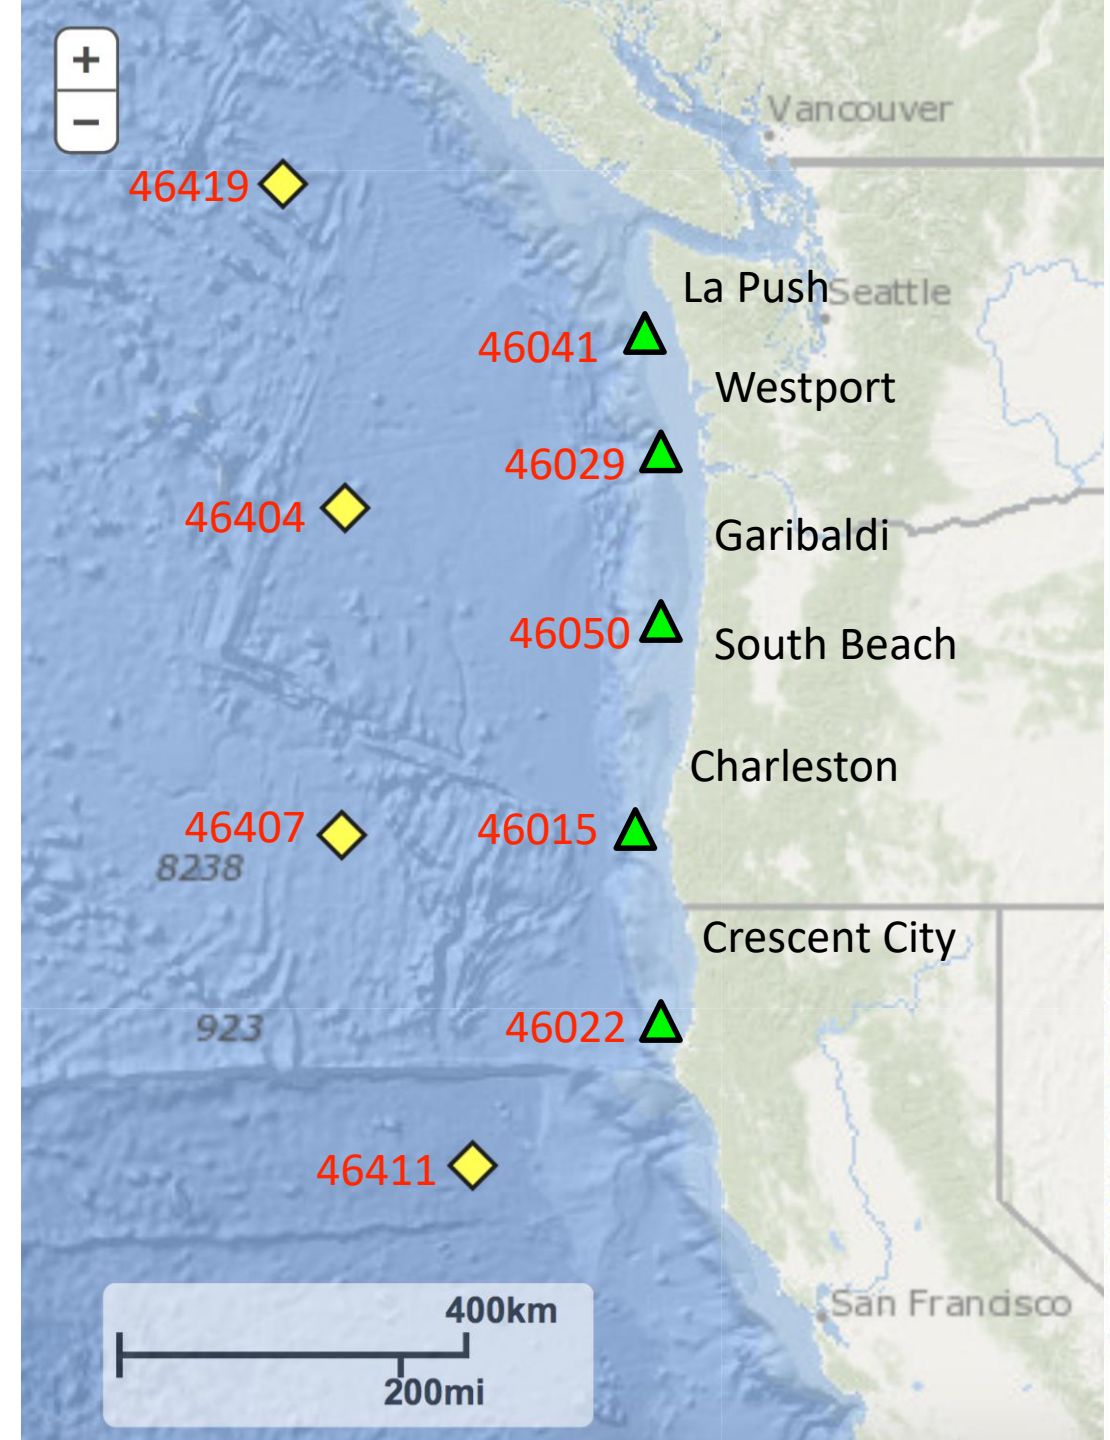 +
−
Vancouver
46419
La Push
Seattle
46041
Westport
46029
46404
Garibaldi
46050
South Beach
Charleston
46407
46015
8238
Crescent City
923
46022
46411
San Francisco
400km
200mi